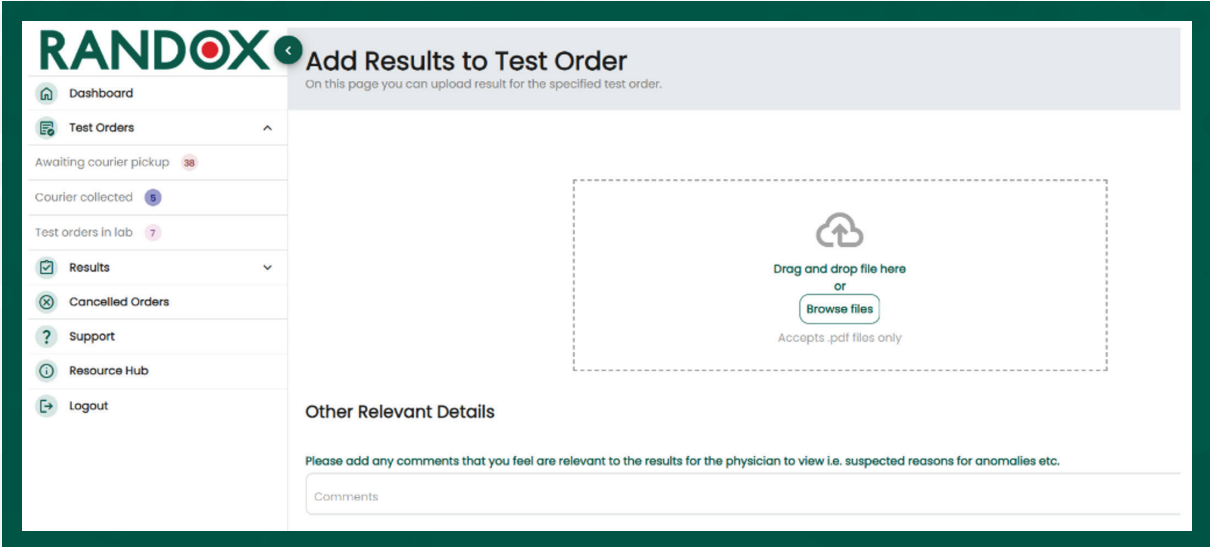 RANDOX
Dashboard
Test Orders
Awaiting courier pickup 38
Courier collected 5
Test orders in lab 7
Results
Cancelled Orders
? Support
Resource Hub
Logout
Add Results to Test Order
On this page you can upload result for the specified test order.
Drag and drop file here
or
Browse files
Accepts .pdf files only
Other Relevant Details
Please add any comments that you feel are relevant to the results for the physician to view i.e. suspected reasons for anomalies etc.
Comments